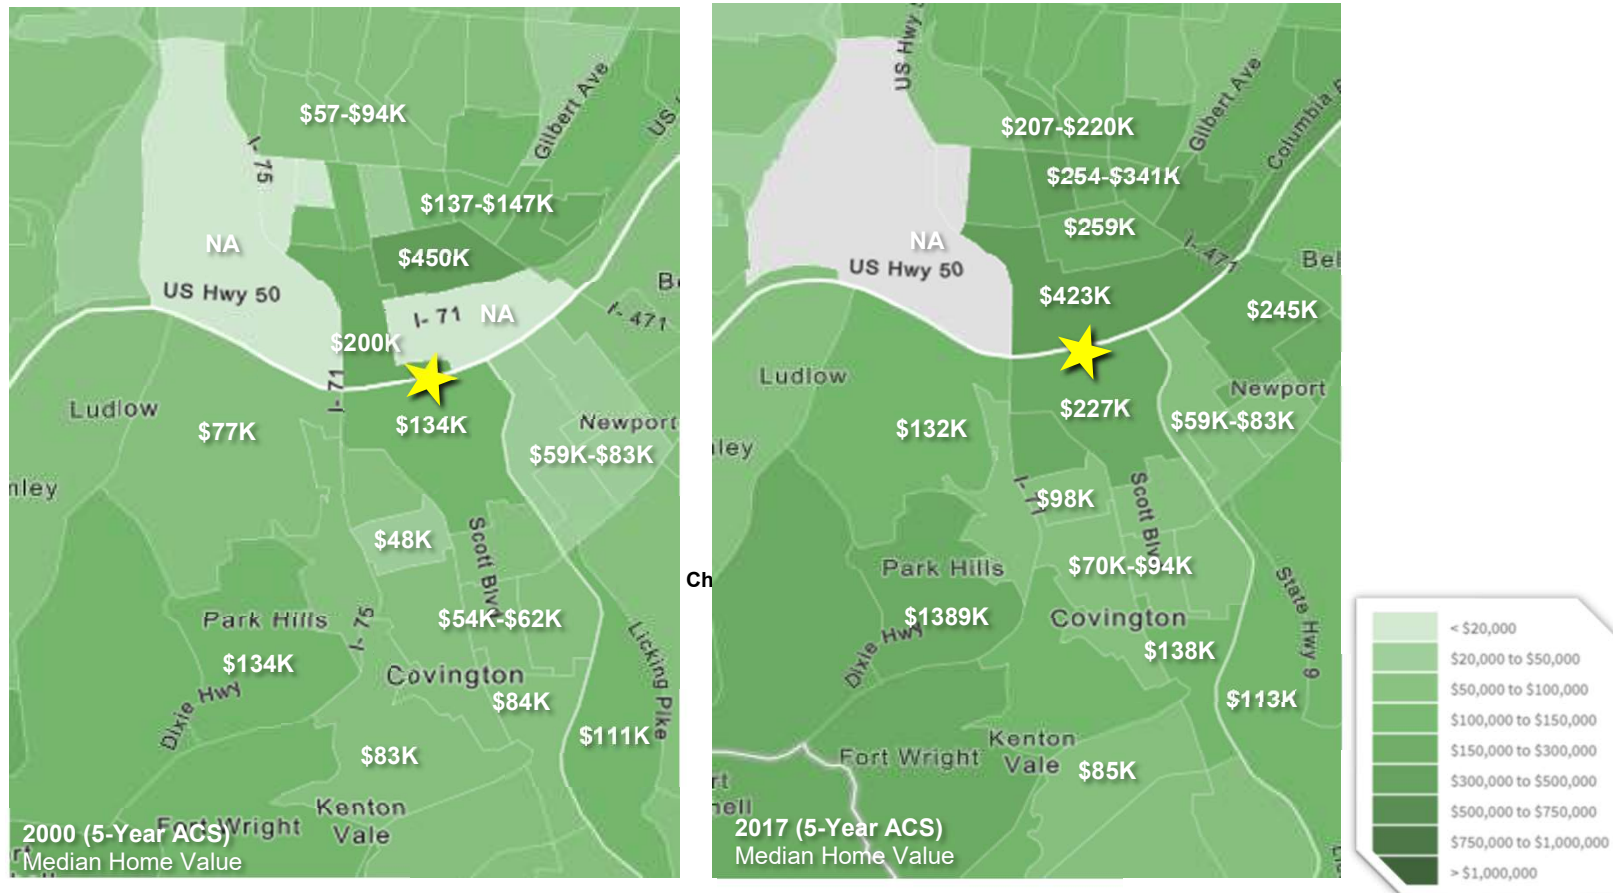 $57-$94K
I- 75
Gilbert Ave
US
$137-$147K
NA
$450K
US Hwy 50
I- 71
NA
I- 471
$200K
I- 71
Ludlow
$77K
$134K
Newport
$59K-$83K
$48K
Scott Blvd
$54K-$62K
Park Hills
I- 75
$134K
Dixie Hwy
Covington
$84K
Licking Pike
$111K
$83K
Kenton
Vale
Fort Wright
2000 (5-Year ACS)
Median Home Value
Ch
US Hwy
$207-$220K
Gilbert Ave
Columbia
$254-$341K
$259K
NA
US Hwy 50
I- 471
Bel
$423K
$245K
Ludlow
Newport
$132K
$227K
$59K-$83K
I- 71
$98K
Scott Blvd
Park Hills
$70K-$94K
$1389K
Covington
State Hwy 9
Dixie Hwy
$138K
$113K
Fort Wright
Kenton
Vale
$85K
2017 (5-Year ACS)
Median Home Value
< $20,000
$20,000 to $50,000
$50,000 to $100,000
$100,000 to $150,000
$150,000 to $300,000
$300,000 to $500,000
$500,000 to $750,000
$750,000 to $1,000,000
> $1,000,000